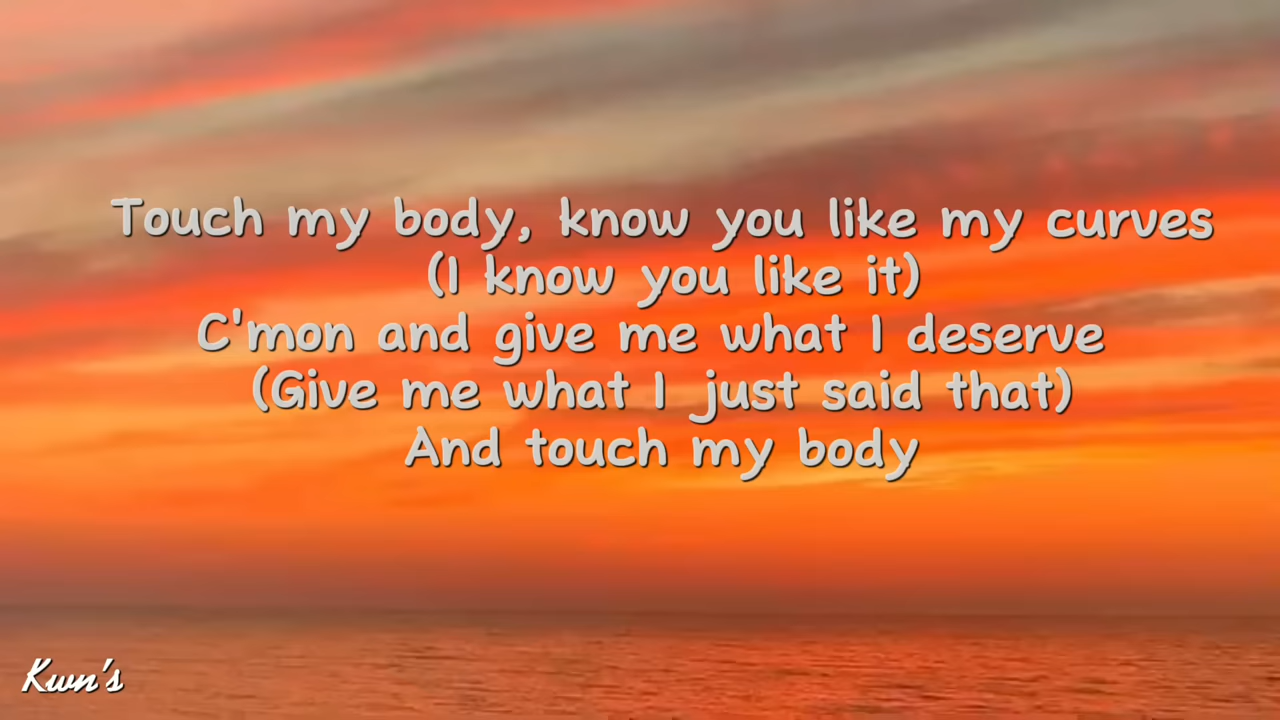 Touch my body, know you like my curves
(I know you like it)
C'mon and give me what I deserve
(Give me what I just said that)
And touch my body
Kwn's